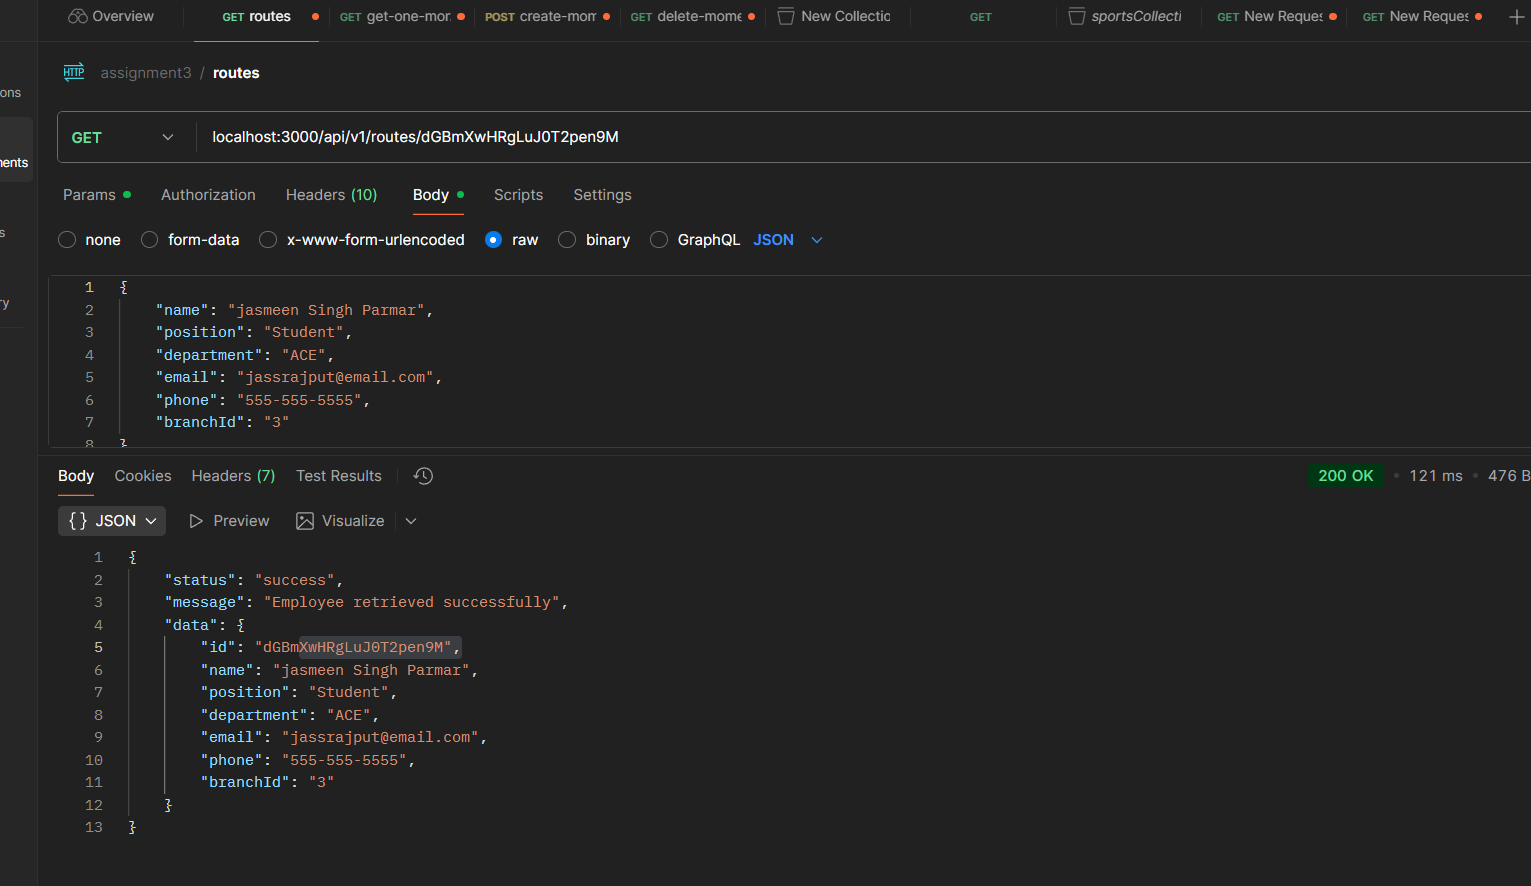 Overview GET routes GET get-one-mor POST create-mom GET delete-mome New Collectic GET sportsCollecti GET New Reques GET New Reques
HTTP assignment3 / routes
ons
GET localhost:3000/api/v1/routes/dGBmXwHRgLuJ0T2pen9M
nents
Params Authorization Headers (10) Body Scripts Settings
s
none form-data x-www-form-urlencoded raw binary GraphQL JSON
1 {
2 "name": "jasmeen Singh Parmar",
ry
3 "position": "Student",
4 "department": "ACE",
5 "email": "jassrajput@email.com",
6 "phone": "555-555-5555",
7 "branchId": "3"
8 }
Body Cookies Headers (7) Test Results 200 OK • 121 ms • 476 B
{} JSON Preview Visualize
1 {
2 "status": "success",
3 "message": "Employee retrieved successfully",
4 "data": {
5 "id": "dGBmXwHRgLuJ0T2pen9M",
6 "name": "jasmeen Singh Parmar",
7 "position": "Student",
8 "department": "ACE",
9 "email": "jassrajput@email.com",
10 "phone": "555-555-5555",
11 "branchId": "3"
12 }
13 }